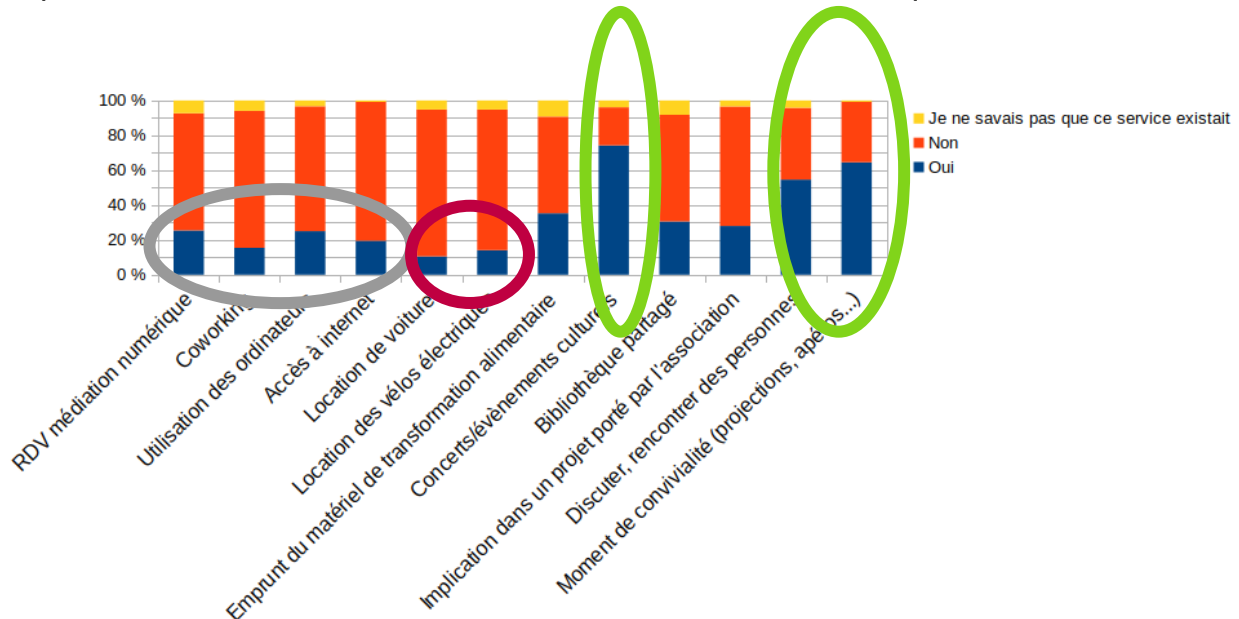 100 %
80 %
60 %
40 %
20 %
0 %
Je ne savais pas que ce service existait
Non
Oui
RDV médiation numérique
Coworking
Utilisation des ordinateurs
Accès à internet
Location de voiture
Location des vélos électriques
Emprunt du matériel de transformation alimentaire
Concerts/évènements culturels
Bibliothèque partagé
Implication dans un projet porté par l'association
Discuter, rencontrer des personnes
Moment de convivialité (projections, apéros...)